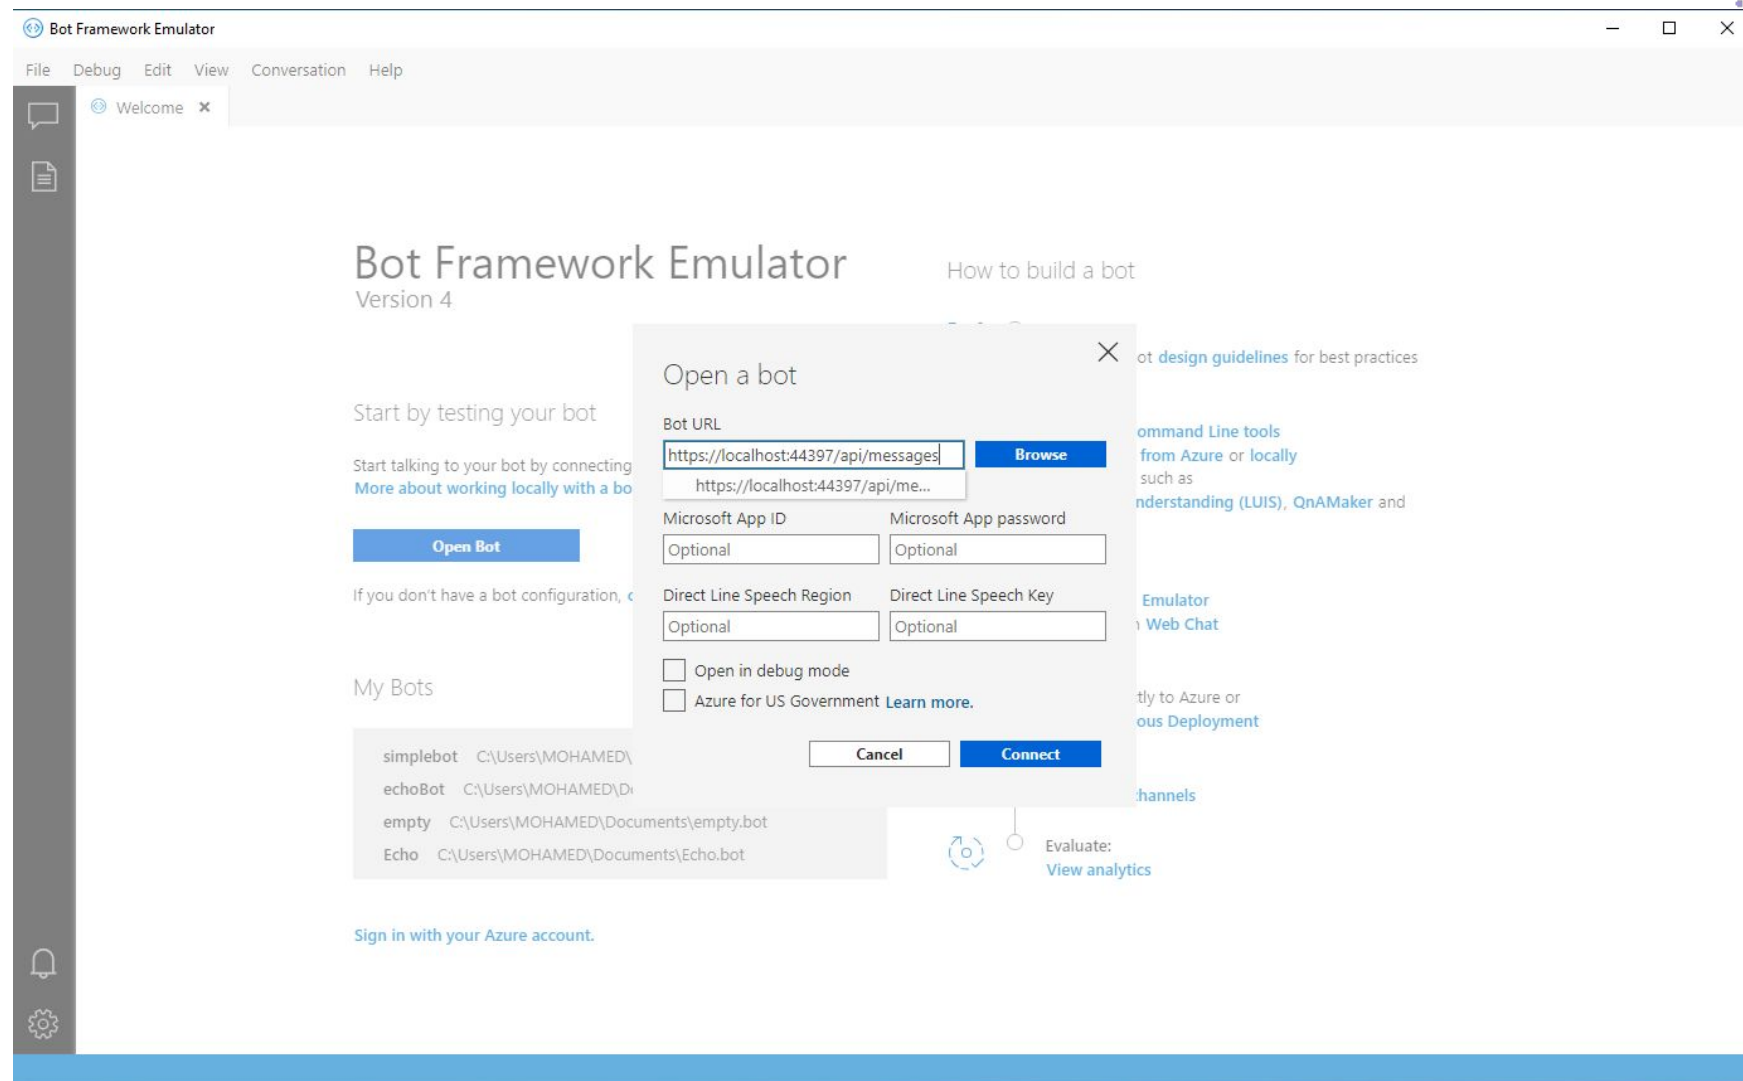 Bot Framework Emulator
File Debug Edit View Conversation Help
Welcome
Bot Framework Emulator
Version 4
How to build a bot
design guidelines for best practices
Open a bot
Start by testing your bot
Bot URL
Command Line tools
https://localhost:44397/api/messages Browse
Start talking to your bot by connecting
from Azure or locally
https://localhost:44397/api/me...
such as
More about working locally with a
(LUIS), QnAMaker and
Microsoft App ID Microsoft App password
Open Bot
Optional Optional
If you don't have a bot configuration,
Direct Line Speech Region Direct Line Speech Key
Emulator
Optional Optional
Web Chat
Open in debug mode
My Bots
Azure for US Government Learn more.
to Azure or
Deployment
simplebot C:\Users\MOHAMED\
Cancel Connect
echoBot C:\Users\MOHAMED\
channels
empty C:\Users\MOHAMED\Documents\empty.bot
Echo C:\Users\MOHAMED\Documents\Echo.bot
Evaluate:
View analytics
Sign in with your Azure account.